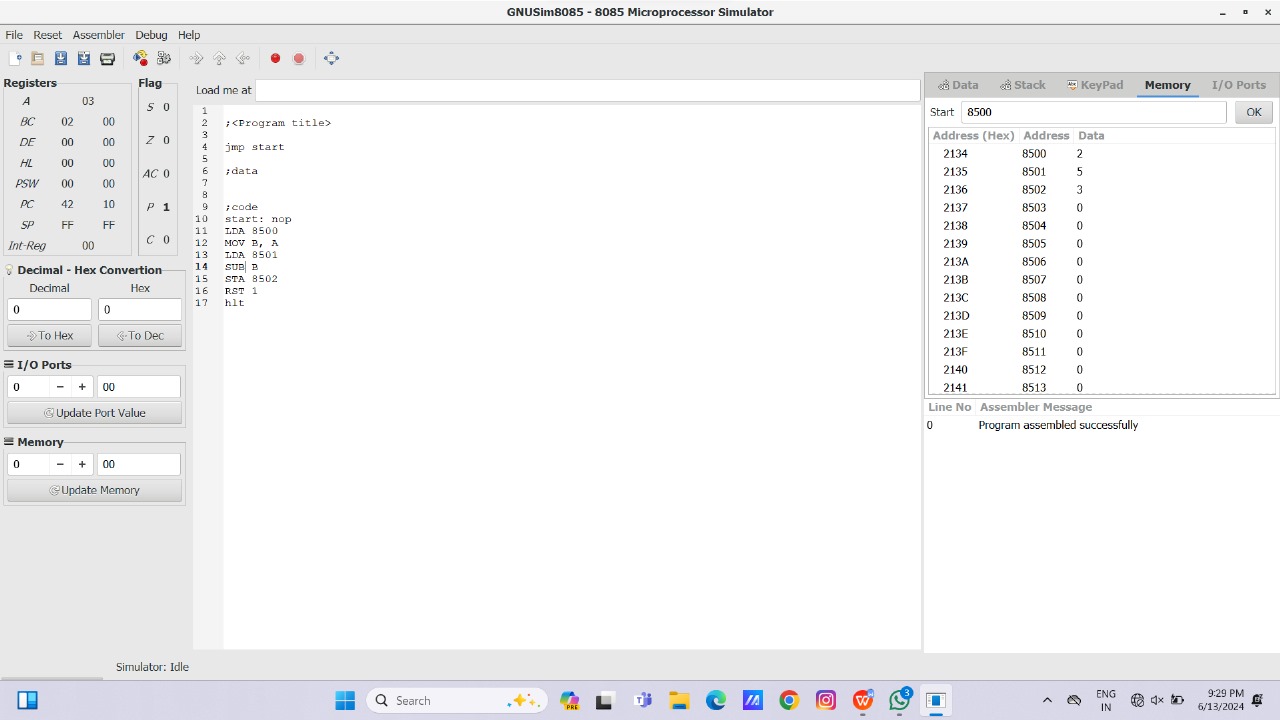 GNUSim8085 - 8085 Microprocessor Simulator
File Reset Assembler Debug Help
Registers
A 03
BC 02 00
DE 00 00
HL 00 00
PSW 00 00
PC 42 10
SP FF FF
Int-Reg 00
Flag
S 0
Z 0
AC 0
P 1
C 0
Decimal - Hex Convertion
Decimal Hex
0 0
To Hex To Dec
I/O Ports
0 − + 00
Update Port Value
Memory
0 − + 00
Update Memory
Load me at
1
2 ;<Program title>
3
4 jmp start
5
6 ;data
7
8
9 ;code
10 start: nop
11 LDA 8500
12 MOV B, A
13 LDA 8501
14 SUB B
15 STA 8502
16 RST 1
17 hlt
Data Stack KeyPad Memory I/O Ports
Start 8500 OK
Address (Hex) Address Data
2134 8500 2
2135 8501 5
2136 8502 3
2137 8503 0
2138 8504 0
2139 8505 0
213A 8506 0
213B 8507 0
213C 8508 0
213D 8509 0
213E 8510 0
213F 8511 0
2140 8512 0
2141 8513 0
Line No Assembler Message
0 Program assembled successfully
Simulator: Idle
Search
PRE
3
ENG
IN
9:29 PM
6/13/2024